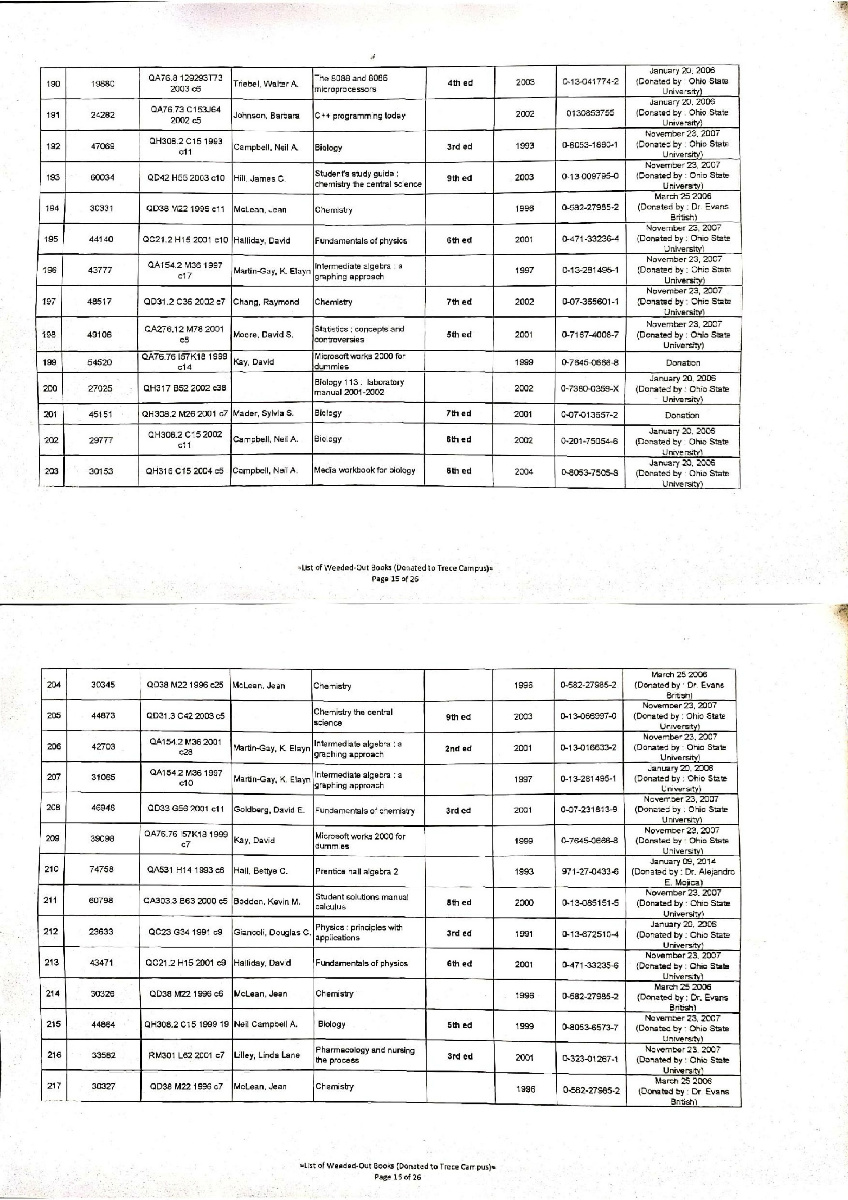 190 19880 QA76.8 129293T73 2003 c6 Triebel, Walter A. The 8088 and 8086 microprocessors 4th ed 2003 0-13-041774-2 January 20, 2006 (Donated by : Ohio State University)
191 24282 QA76.73 C153J64 2002 c5 Johnson, Barbara C++ programming today 2002 0130853755 January 20, 2006 (Donated by : Ohio State University)
192 47069 QH308.2 C15 1993 c11 Campbell, Neil A. Biology 3rd ed 1993 0-8053-1880-1 November 23, 2007 (Donated by : Ohio State University)
193 60034 QD42 H55 2003 c10 Hill, James C. Student's study guide : chemistry the central science 9th ed 2003 0-13-009795-0 November 23, 2007 (Donated by : Ohio State University)
194 30331 QD38 M22 1996 c11 McLean, Jean Chemistry 1996 0-582-27985-2 March 25 2006 (Donated by : Dr. Evans British)
195 44140 QC21.2 H15 2001 c10 Halliday, David Fundamentals of physics 6th ed 2001 0-471-33236-4 November 23, 2007 (Donated by : Ohio State University)
196 43777 QA154.2 M36 1997 c17 Martin-Gay, K. Elayn Intermediate algebra : a graphing approach 1997 0-13-281495-1 November 23, 2007 (Donated by : Ohio State University)
197 48517 QD31.2 C36 2002 c7 Chang, Raymond Chemistry 7th ed 2002 0-07-365601-1 November 23, 2007 (Donated by : Ohio State University)
198 49106 QA276.12 M78 2001 c8 Moore, David S. Statistics : concepts and controversies 5th ed 2001 0-7167-4008-7 November 23, 2007 (Donated by : Ohio State University)
199 54520 QA76.76 I57K18 1999 c14 Kay, David Microsoft works 2000 for dummies 1999 0-7645-0666-8 Donation
200 27025 QH317 B52 2002 c38 Biology 113 : laboratory manual 2001-2002 2002 0-7380-0369-X January 20, 2006 (Donated by : Ohio State University)
201 45151 QH308.2 M26 2001 c7 Mader, Sylvia S. Biology 7th ed 2001 0-07-013657-2 Donation
202 29777 QH308.2 C15 2002 c11 Campbell, Neil A. Biology 6th ed 2002 0-201-75054-6 January 20, 2006 (Donated by : Ohio State University)
203 30153 QH316 C15 2004 c5 Campbell, Neil A. Media workbook for biology 6th ed 2004 0-8053-7505-8 January 20, 2006 (Donated by : Ohio State University)
=List of Weeded-Out Books (Donated to Trece Campus)=
Page 15 of 26
204 30345 QD38 M22 1996 c25 McLean, Jean Chemistry 1996 0-582-27985-2 March 25 2006 (Donated by : Dr. Evans British)
205 44873 QD31.3 C42 2003 c5 Chemistry the central science 9th ed 2003 0-13-066997-0 November 23, 2007 (Donated by : Ohio State University)
206 42703 QA154.2 M36 2001 c28 Martin-Gay, K. Elayn Intermediate algebra : a graphing approach 2nd ed 2001 0-13-016633-2 November 23, 2007 (Donated by : Ohio State University)
207 31065 QA154.2 M36 1997 c10 Martin-Gay, K. Elayn Intermediate algebra : a graphing approach 1997 0-13-281495-1 January 20, 2006 (Donated by : Ohio State University)
208 46946 QD33 G56 2001 c11 Goldberg, David E. Fundamentals of chemistry 3rd ed 2001 0-07-231813-9 November 23, 2007 (Donated by : Ohio State University)
209 39098 QA76.76 I57K18 1999 c7 Kay, David Microsoft works 2000 for dummies 1999 0-7645-0666-8 November 23, 2007 (Donated by : Ohio State University)
210 74758 QA531 H14 1993 c6 Hall, Bettye C. Prentice hall algebra 2 1993 971-27-0433-6 January 09, 2014 (Donated by : Dr. Alejandro E. Mojica)
211 60798 QA303.3 B63 2000 c5 Bodden, Kevin M. Student solutions manual calculus 8th ed 2000 0-13-085151-5 November 23, 2007 (Donated by : Ohio State University)
212 23633 QC23 G34 1991 c9 Giancoli, Douglas C. Physics : principles with applications 3rd ed 1991 0-13-672510-4 January 20, 2006 (Donated by : Ohio State University)
213 43471 QC21.2 H15 2001 c9 Halliday, David Fundamentals of physics 6th ed 2001 0-471-33235-6 November 23, 2007 (Donated by : Ohio State University)
214 30326 QD38 M22 1996 c6 McLean, Jean Chemistry 1996 0-582-27985-2 March 25 2006 (Donated by : Dr. Evans British)
215 44864 QH308.2 C15 1999 19 Neil Campbell A. Biology 5th ed 1999 0-8053-6573-7 November 23, 2007 (Donated by : Ohio State University)
216 33582 RM301 L62 2001 c7 Lilley, Linda Lane Pharmacology and nursing the process 3rd ed 2001 0-323-01267-1 November 23, 2007 (Donated by : Ohio State University)
217 30327 QD38 M22 1996 c7 McLean, Jean Chemistry 1996 0-582-27985-2 March 25 2006 (Donated by : Dr. Evans British)
=List of Weeded-Out Books (Donated to Trece Campus)=
Page 16 of 26